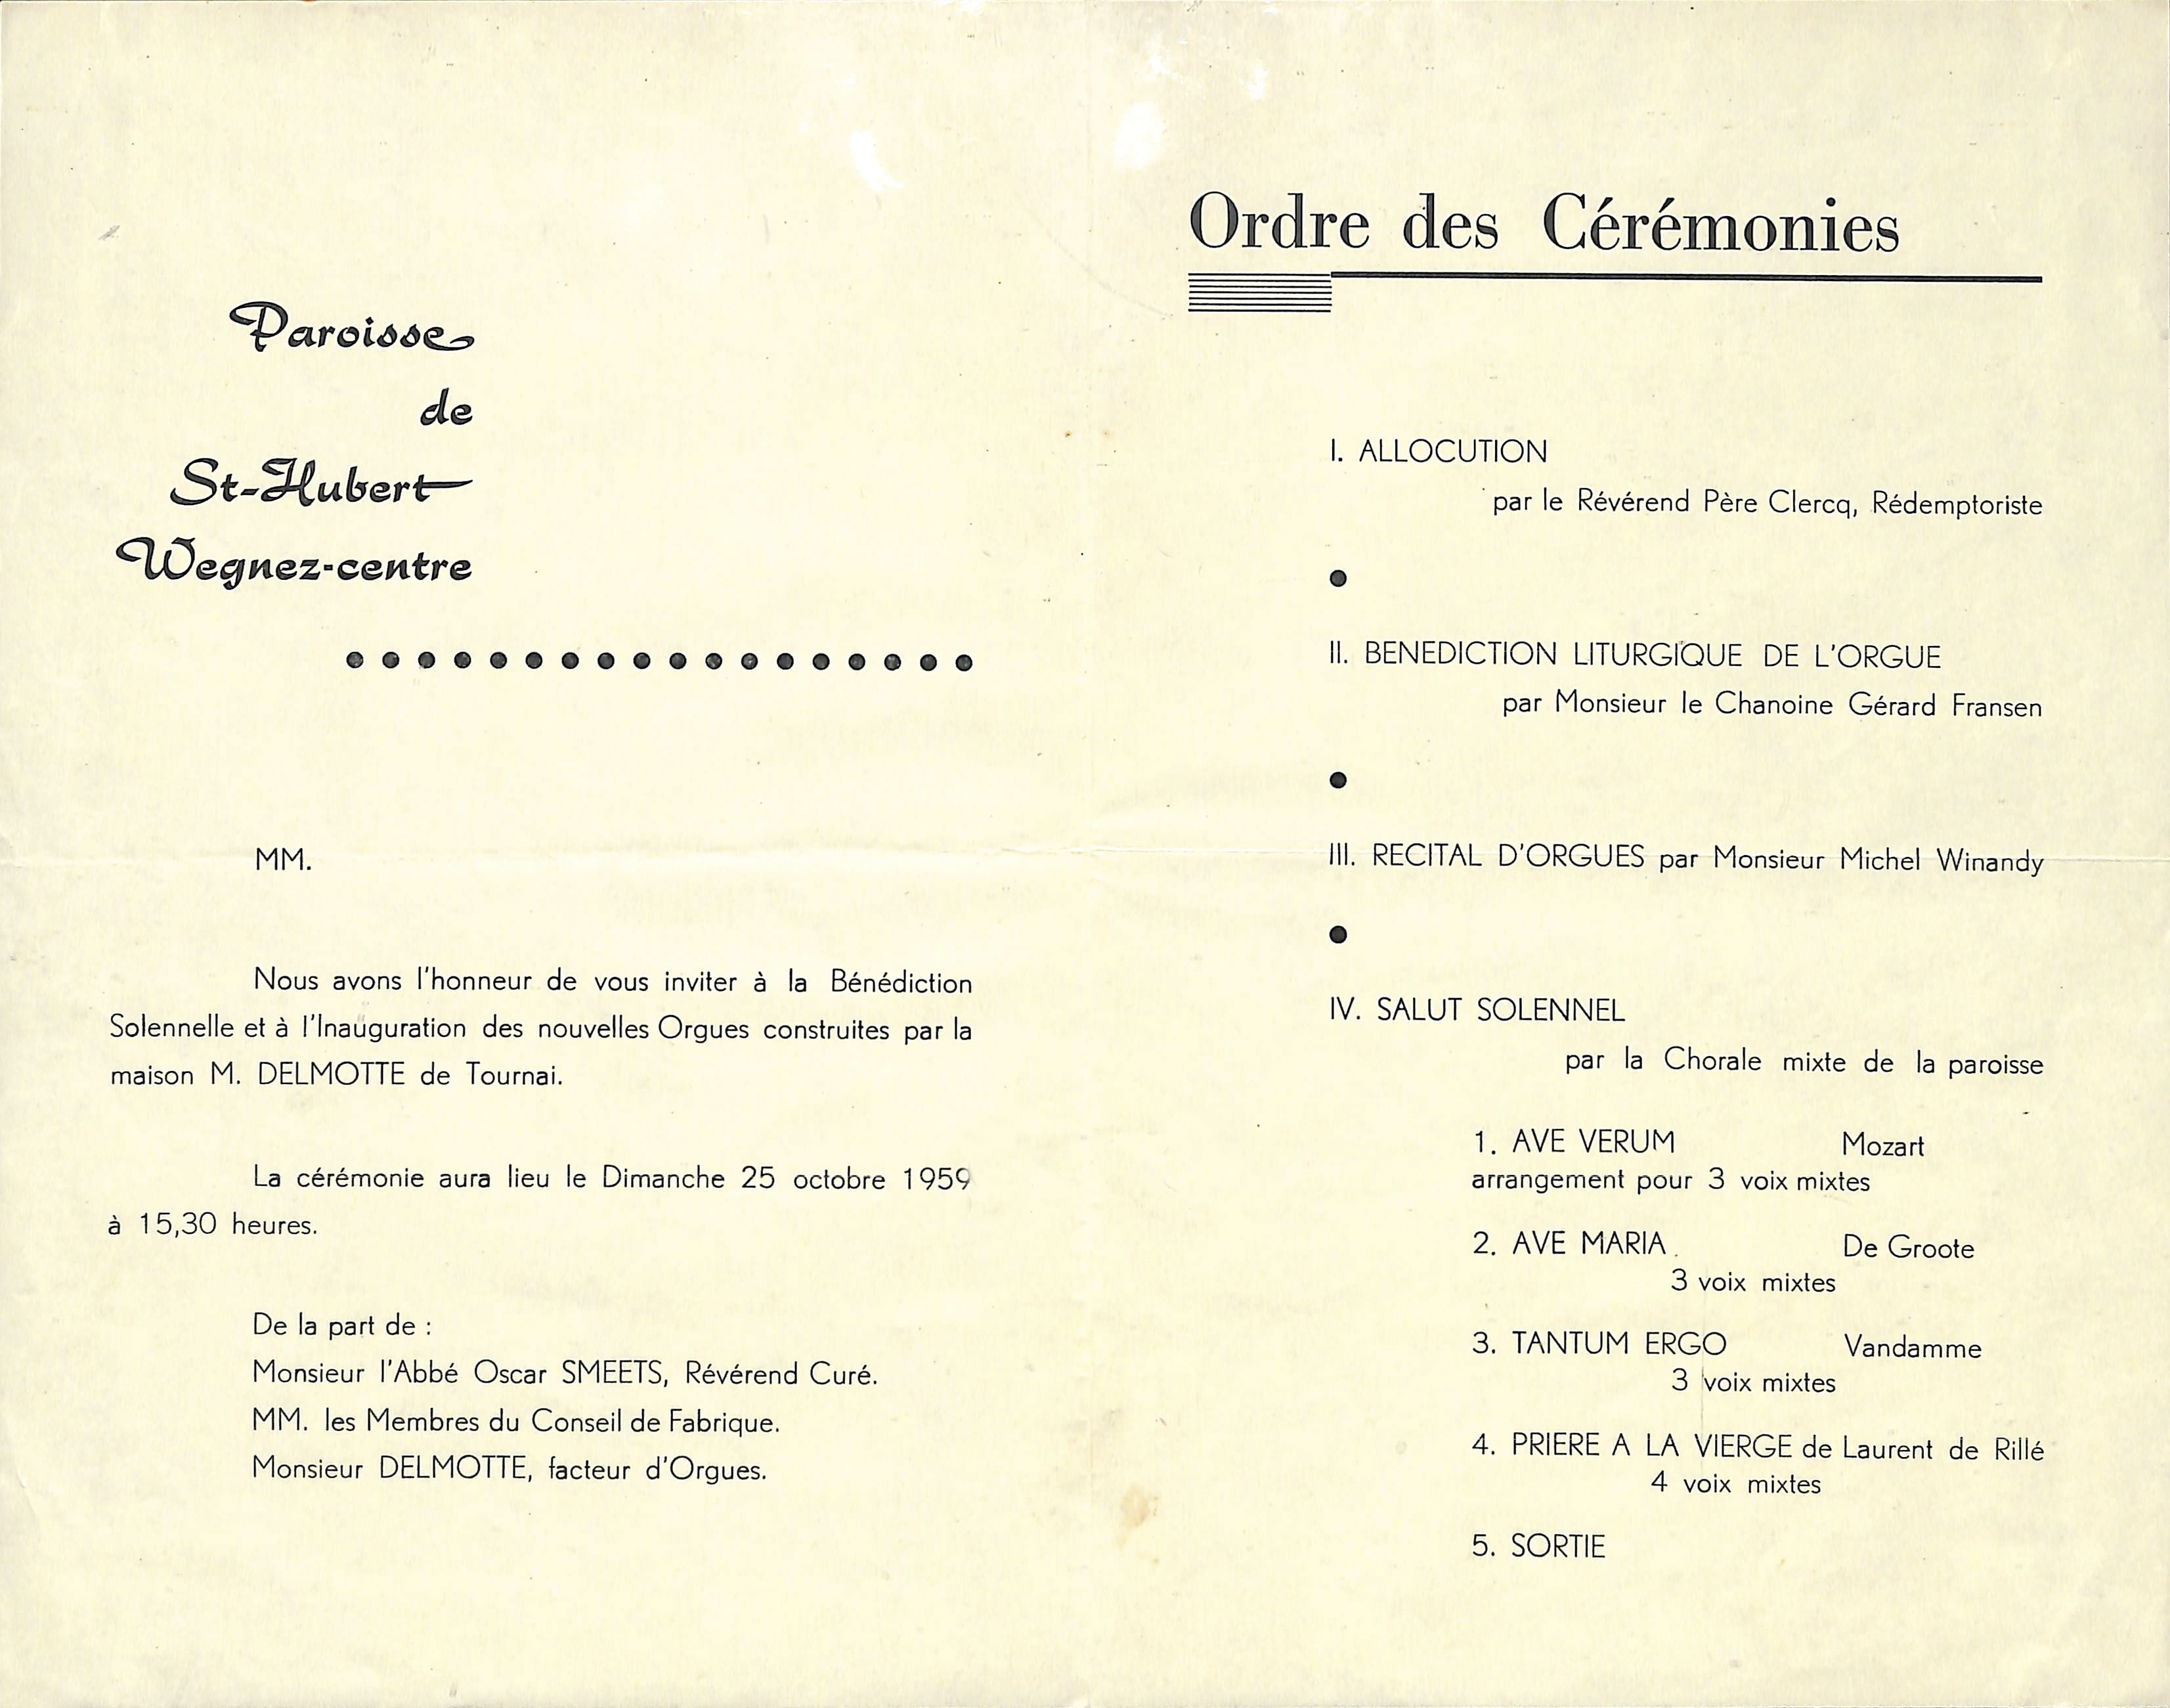 Paroisse
de
St-Hubert
Wegnez-centre
MM.
Nous avons l'honneur de vous inviter à la Bénédiction
Solennelle et à l'Inauguration des nouvelles Orgues construites par la
maison M. DELMOTTE de Tournai.
La cérémonie aura lieu le Dimanche 25 octobre 1959
à 15,30 heures.
De la part de :
Monsieur l'Abbé Oscar SMEETS, Révérend Curé.
MM. les Membres du Conseil de Fabrique.
Monsieur DELMOTTE, facteur d'Orgues.
Ordre des Cérémonies
I. ALLOCUTION
par le Révérend Père Clercq, Rédemptoriste
●
II. BENEDICTION LITURGIQUE DE L'ORGUE
par Monsieur le Chanoine Gérard Fransen
●
III. RECITAL D'ORGUES par Monsieur Michel Winandy
●
IV. SALUT SOLENNEL
par la Chorale mixte de la paroisse
1. AVE VERUM Mozart
arrangement pour 3 voix mixtes
2. AVE MARIA De Groote
3 voix mixtes
3. TANTUM ERGO Vandamme
3 voix mixtes
4. PRIERE A LA VIERGE de Laurent de Rillé
4 voix mixtes
5. SORTIE